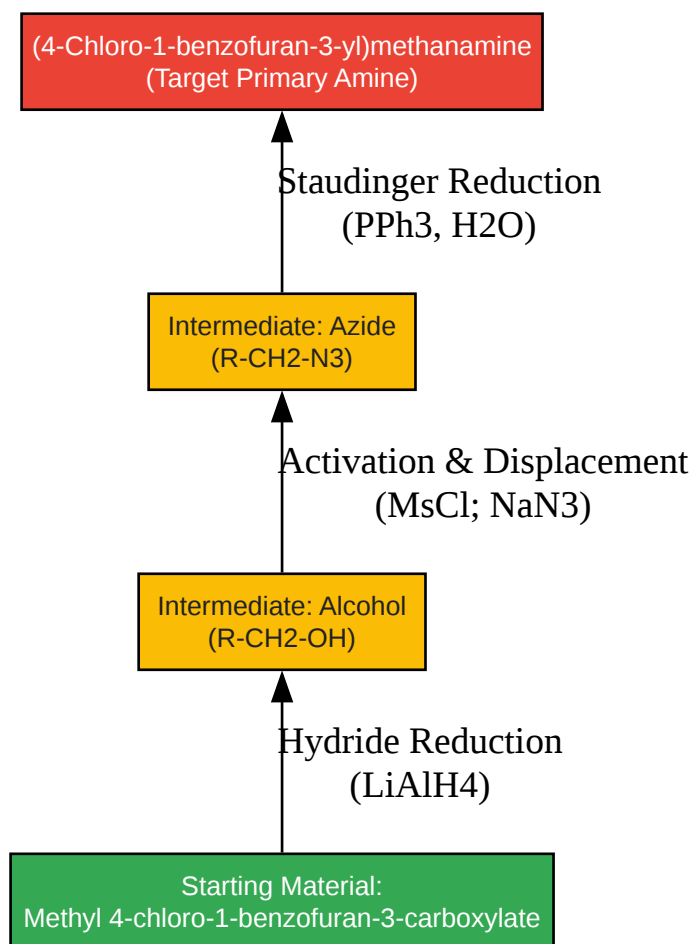 (4-Chloro-1-benzofuran-3-yl)methanamine
(Target Primary Amine)
Staudinger Reduction
(PPh3, H2O)
Intermediate: Azide
(R-CH2-N3)
Activation & Displacement
(MsCl; NaN3)
Intermediate: Alcohol
(R-CH2-OH)
Hydride Reduction
(LiAlH4)
Starting Material:
Methyl 4-chloro-1-benzofuran-3-carboxylate